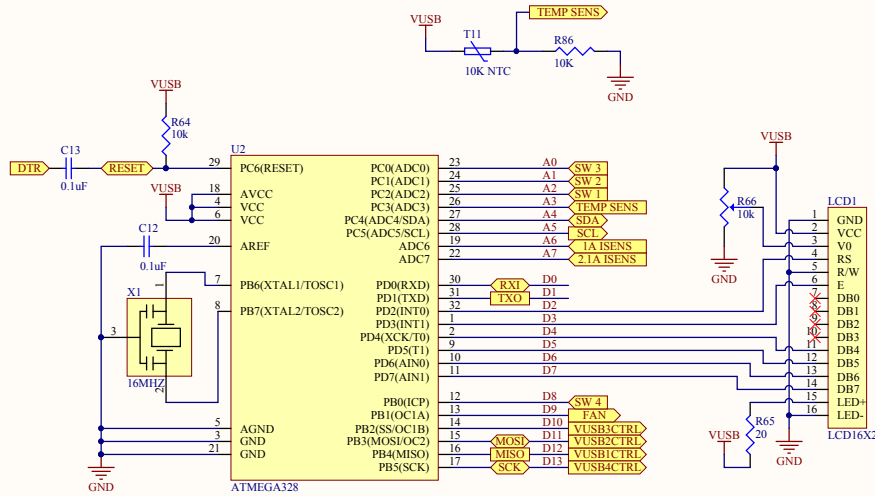 TEMP SENS
VUSB
T11
10K NTC
R86
10K
GND
VUSB
R64
10k
C13
DTR
RESET
0.1uF
VUSB
C12
0.1uF
X1
1
3
2
16MHZ
GND
U2
29 PC6(RESET)
18 AVCC
4 VCC
6 VCC
20 AREF
7 PB6(XTAL1/TOSC1)
8 PB7(XTAL2/TOSC2)
5 AGND
3 GND
21 GND
PC0(ADC0) 23 A0 SW 3
PC1(ADC1) 24 A1 SW 2
PC2(ADC2) 25 A2 SW 1
PC3(ADC3) 26 A3 TEMP SENS
PC4(ADC4/SDA) 27 A4 SDA
PC5(ADC5/SCL) 28 A5 SCL
ADC6 19 A6 1A ISENS
ADC7 22 A7 2.1A ISENS
PD0(RXD) 30 RXI D0
PD1(TXD) 31 TXO D1
PD2(INT0) 32 D2
PD3(INT1) 1 D3
PD4(XCK/T0) 2 D4
PD5(T1) 9 D5
PD6(AIN0) 10 D6
PD7(AIN1) 11 D7
PB0(ICP) 12 D8 SW 4
PB1(OC1A) 13 D9 FAN
PB2(SS/OC1B) 14 D10 VUSB3CTRL
PB3(MOSI/OC2) 15 MOSI D11 VUSB2CTRL
PB4(MISO) 16 MISO D12 VUSB1CTRL
PB5(SCK) 17 SCK D13 VUSB4CTRL
ATMEGA328
VUSB
R66
10k
GND
LCD1
1 GND
2 VCC
3 V0
4 RS
5 R/W
6 E
7 DB0
8 DB1
9 DB2
10 DB3
11 DB4
12 DB5
13 DB6
14 DB7
15 LED+
16 LED-
LCD16X2
R65
20
VUSB
GND